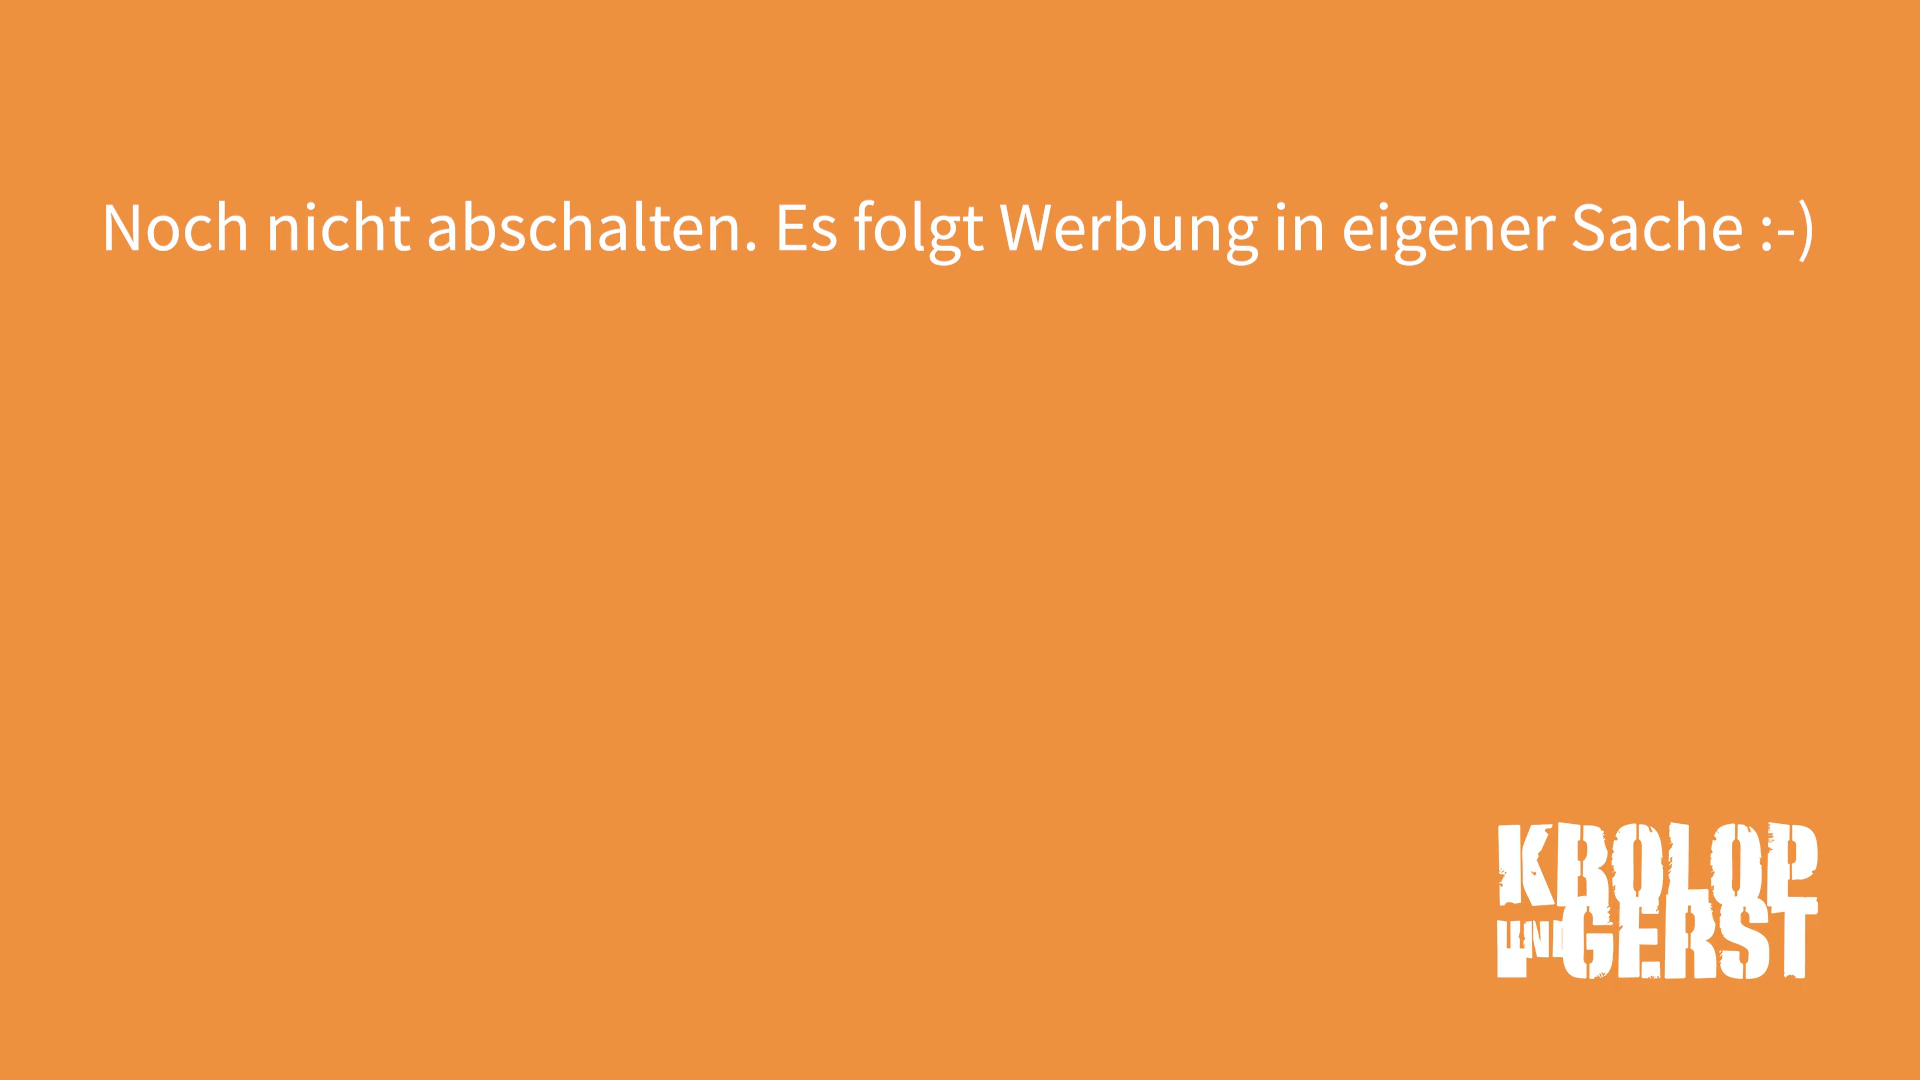 Noch nicht abschalten. Es folgt Werbung in eigener Sache :-)
KROLOP
UND GERST